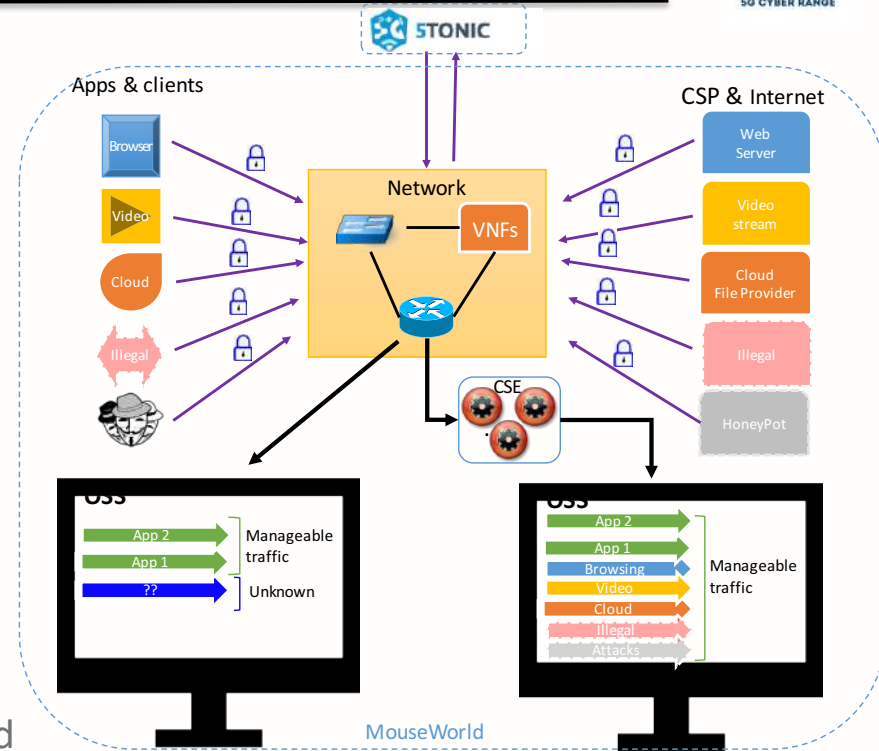 5G CYBER RANGE
5TONIC
Apps & clients
CSP & Internet
Browser
Video
Cloud
Illegal
Network
VNFs
Web
Server
Video
stream
Cloud
File Provider
Illegal
HoneyPot
CSE
App 2
App 1
??
Manageable
traffic
Unknown
App 2
App 1
Browsing
Video
Cloud
Illegal
Attacks
Manageable
traffic
MouseWorld